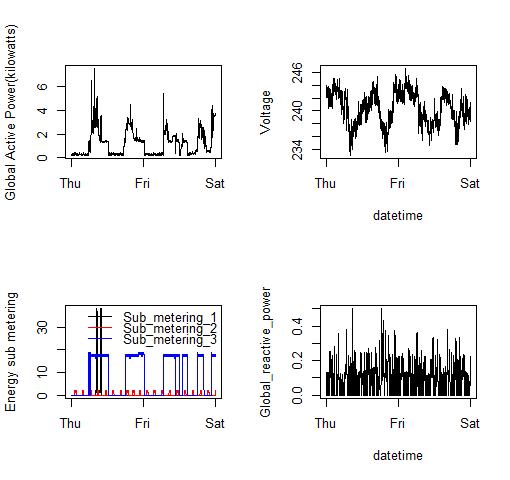 Global Active Power(kilowatts)
0 2 4 6
Thu Fri Sat
Voltage
234 240 246
Thu Fri Sat
datetime
Energy sub metering
0 10 30
Sub_metering_1
Sub_metering_2
Sub_metering_3
Thu Fri Sat
Global_reactive_power
0.0 0.2 0.4
Thu Fri Sat
datetime